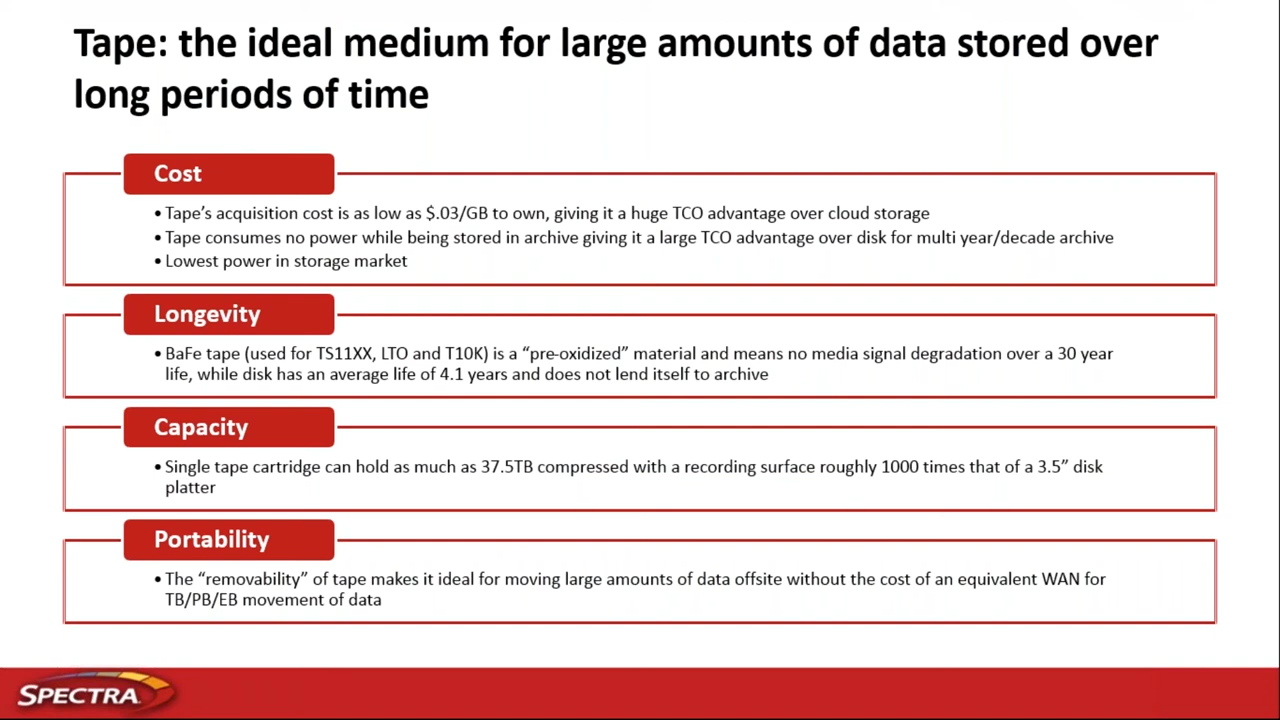 Tape: the ideal medium for large amounts of data stored over
long periods of time
Cost
• Tape’s acquisition cost is as low as $.03/GB to own, giving it a huge TCO advantage over cloud storage
• Tape consumes no power while being stored in archive giving it a large TCO advantage over disk for multi year/decade archive
• Lowest power in storage market
Longevity
• BaFe tape (used for TS11XX, LTO and T10K) is a “pre-oxidized” material and means no media signal degradation over a 30 year
life, while disk has an average life of 4.1 years and does not lend itself to archive
Capacity
• Single tape cartridge can hold as much as 37.5TB compressed with a recording surface roughly 1000 times that of a 3.5” disk
platter
Portability
• The “removability” of tape makes it ideal for moving large amounts of data offsite without the cost of an equivalent WAN for
TB/PB/EB movement of data
SPECTRA